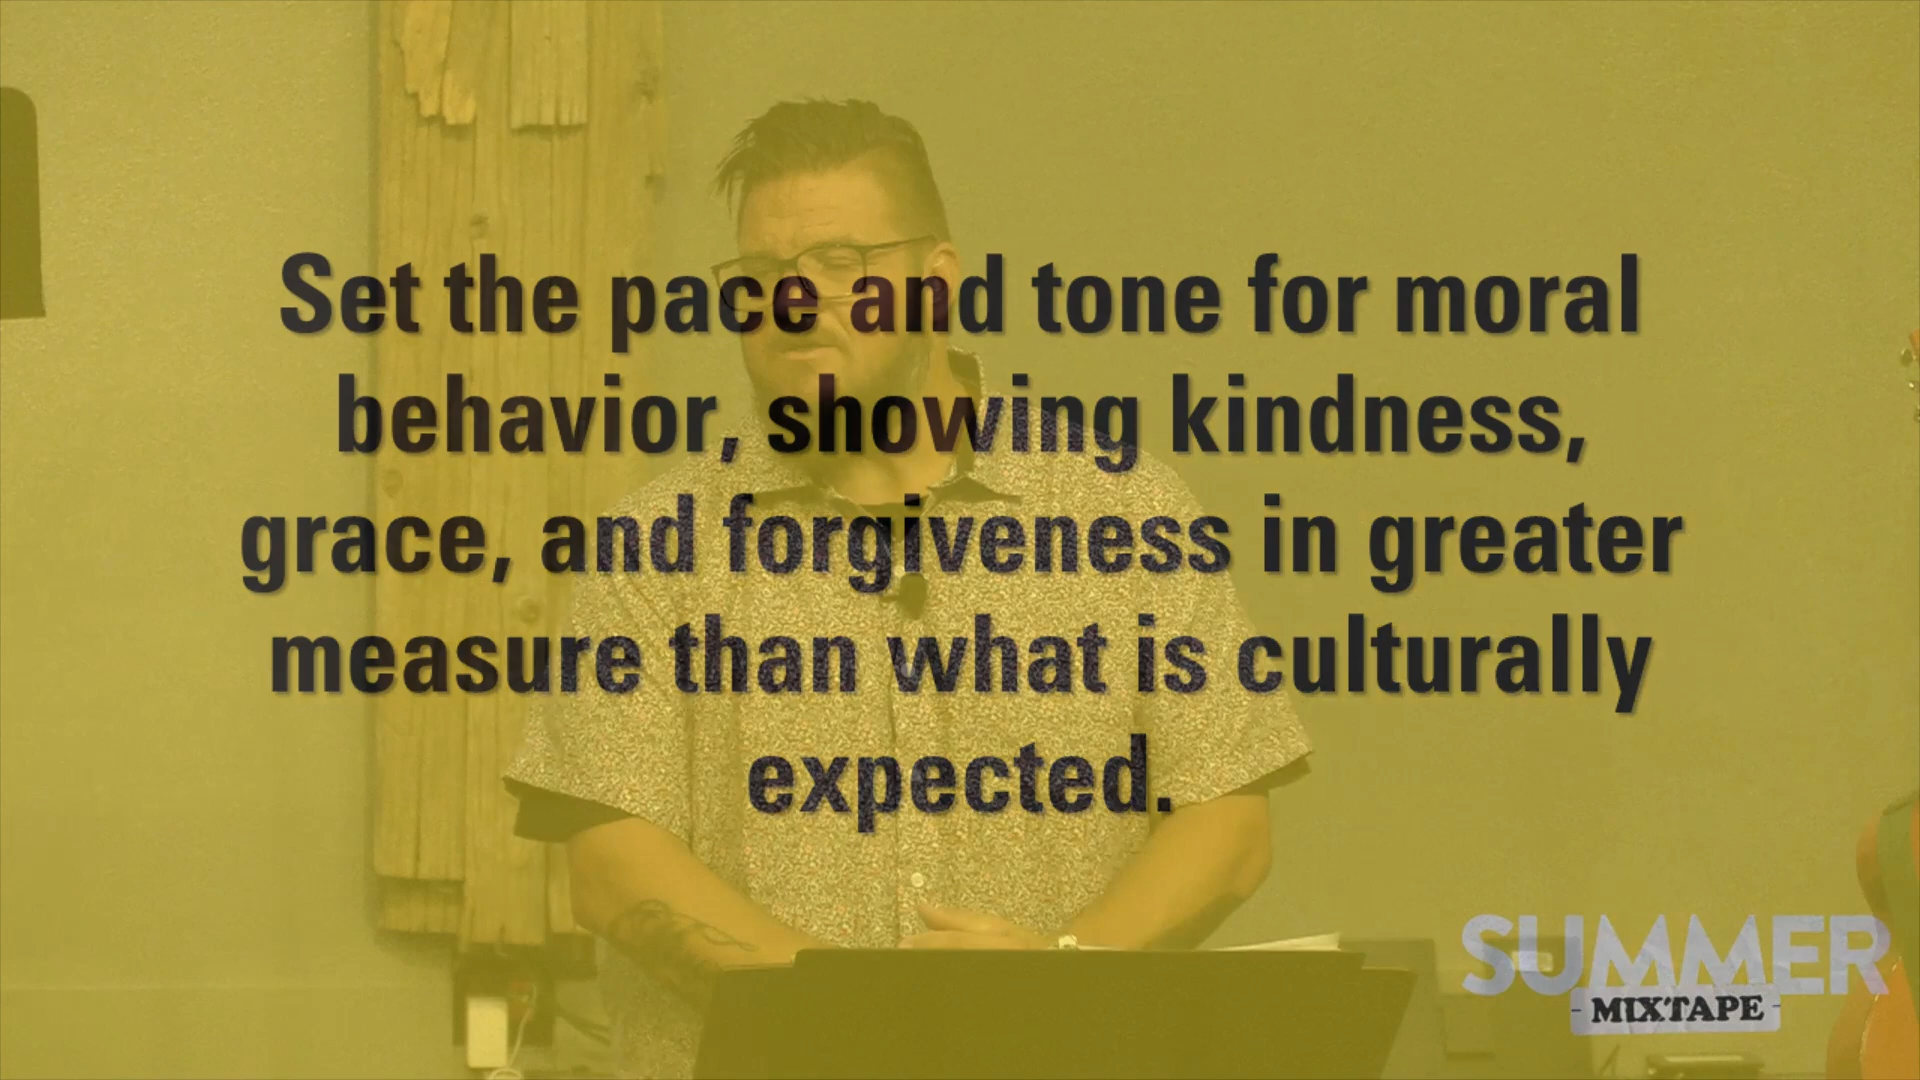 Set the pace and tone for moral
behavior, showing kindness,
grace, and forgiveness in greater
measure than what is culturally
expected.
SUMMER
- MIXTAPE -